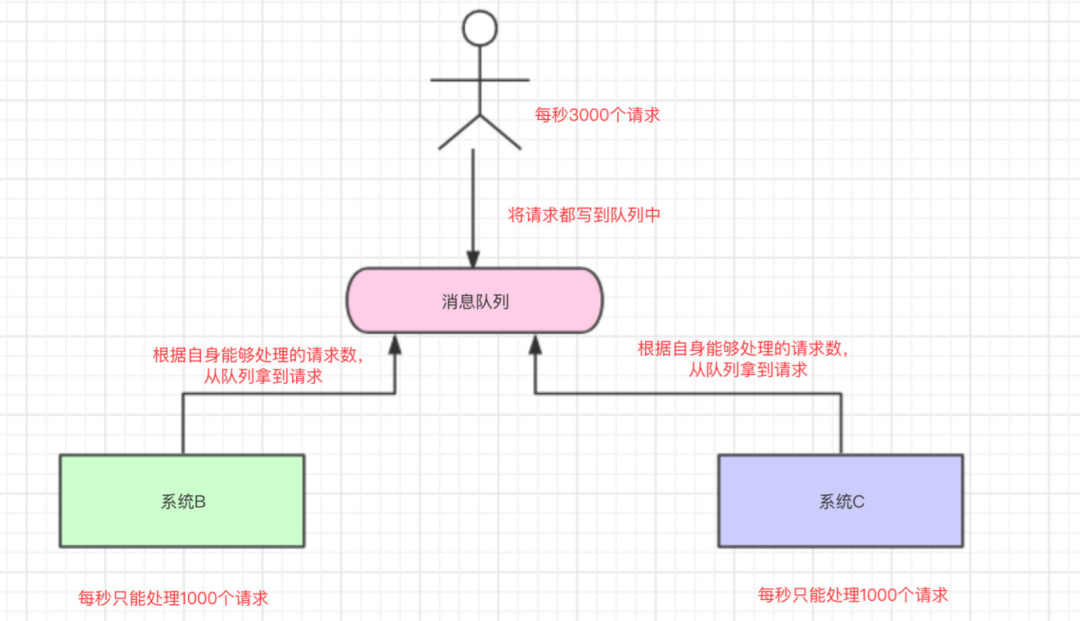 每秒3000个请求
将请求都写到队列中
消息队列
根据自身能够处理的请求数，
从队列拿到请求
根据自身能够处理的请求数，
从队列拿到请求
系统B
系统C
每秒只能处理1000个请求
每秒只能处理1000个请求